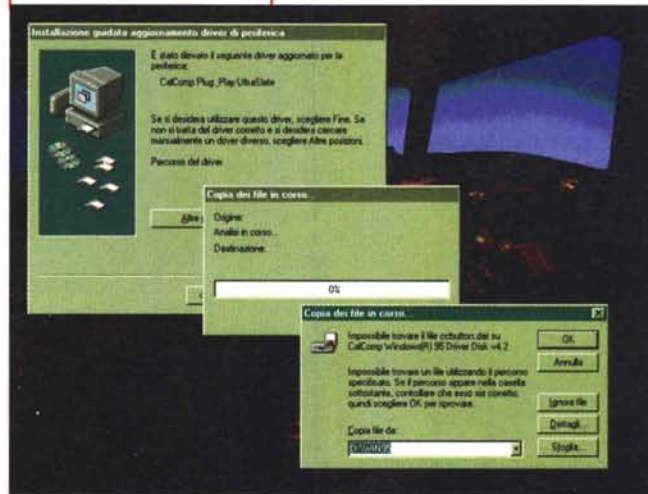 Installazione guidata aggiornamento driver di periferica
È stato rilevato il seguente driver aggiornato per la
periferica:
CalComp Plug_Play UltraSlate
Se si desidera utilizzare questo driver, scegliere Fine. Se
non si tratta del driver corretto e si desidera cercare
manualmente un driver diverso, scegliere Altre posizioni.
Percorso del driver
Altre
Copia dei file in corso...
Origine:
Analisi in corso...
Destinazione:
0%
Copia dei file in corso...
Impossibile trovare il file ccbutton.dat su
CalComp Windows(R) 95 Driver Disk v4.2
Impossibile trovare un file utilizzando il percorso
specificato. Se il percorso appare nella casella
sottostante, controllare che esso sia corretto,
quindi scegliere OK per riprovare.
Copia file da:
D:\WIN95
OK
Annulla
Ignora file
Dettagli...
Sfoglia...